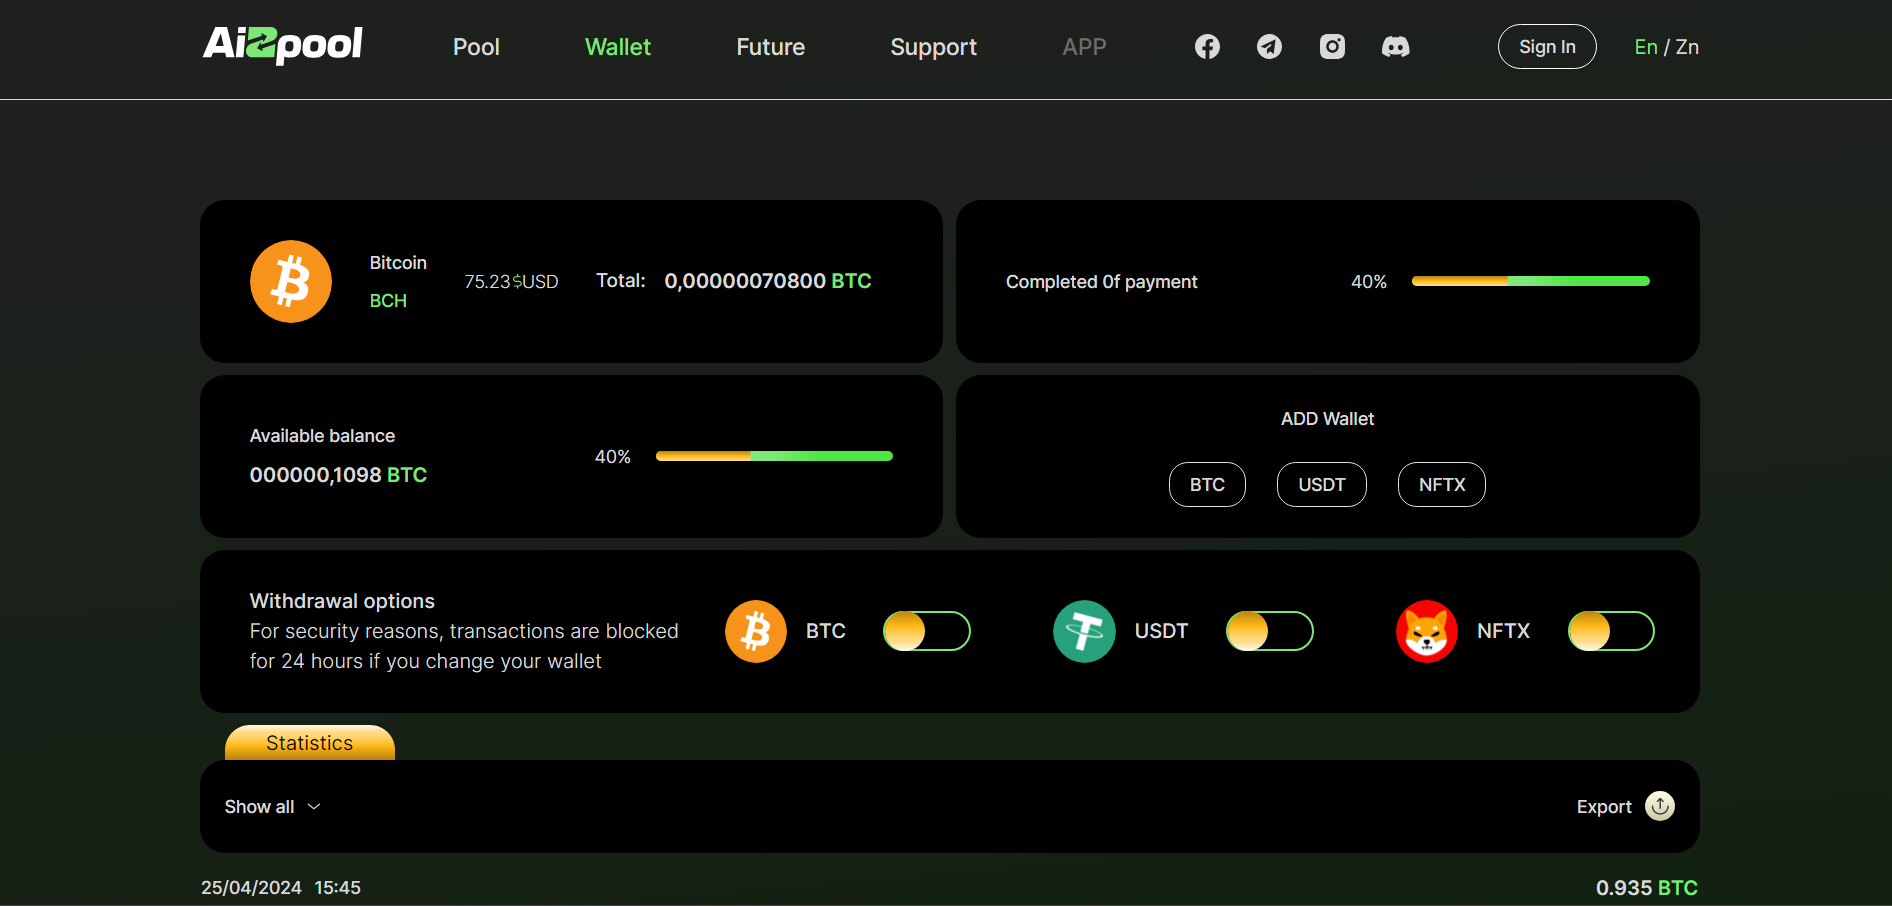 Ai2pool
Pool
Wallet
Future
Support
APP
Sign In
En / Zn
Bitcoin
BCH
75.23$USD
Total: 0,00000070800 BTC
Completed 0f payment
40%
Available balance
000000,1098 BTC
40%
ADD Wallet
BTC
USDT
NFTX
Withdrawal options
For security reasons, transactions are blocked
for 24 hours if you change your wallet
BTC
USDT
NFTX
Statistics
Show all
Export
25/04/2024 15:45
0.935 BTC